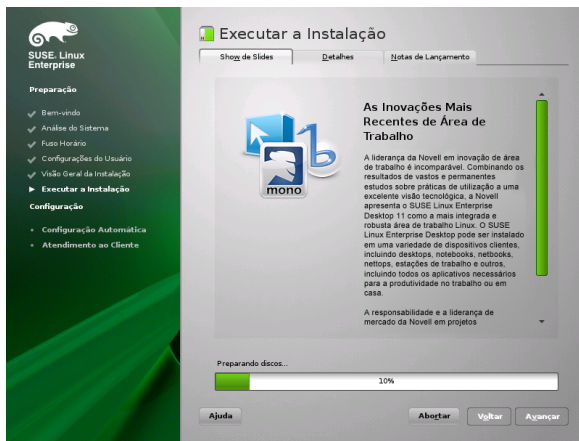 SUSE. Linux
Enterprise
Preparação
Bem-vindo
Análise do Sistema
Fuso Horário
Configurações do Usuário
Visão Geral da Instalação
Executar a Instalação
Configuração
Configuração Automática
Atendimento ao Cliente
Executar a Instalação
Show de Slides
Detalhes
Notas de Lançamento
mono
As Inovações Mais
Recentes de Área de
Trabalho
A liderança da Novell em inovação de área
de trabalho é incomparável. Combinando os
resultados de vastos e permanentes
estudos sobre práticas de utilização a uma
excelente visão tecnológica, a Novell
apresenta o SUSE Linux Enterprise
Desktop 11 como a mais integrada e
robusta área de trabalho Linux. O SUSE
Linux Enterprise Desktop pode ser instalado
em uma variedade de dispositivos clientes,
incluindo desktops, notebooks, netbooks,
nettops, estações de trabalho e outros,
incluindo todos os aplicativos necessários
para a produtividade no trabalho ou em
casa.
A responsabilidade e a liderança de
mercado da Novell em projetos
Preparando discos...
10%
Ajuda
Abortar
Voltar
Avançar